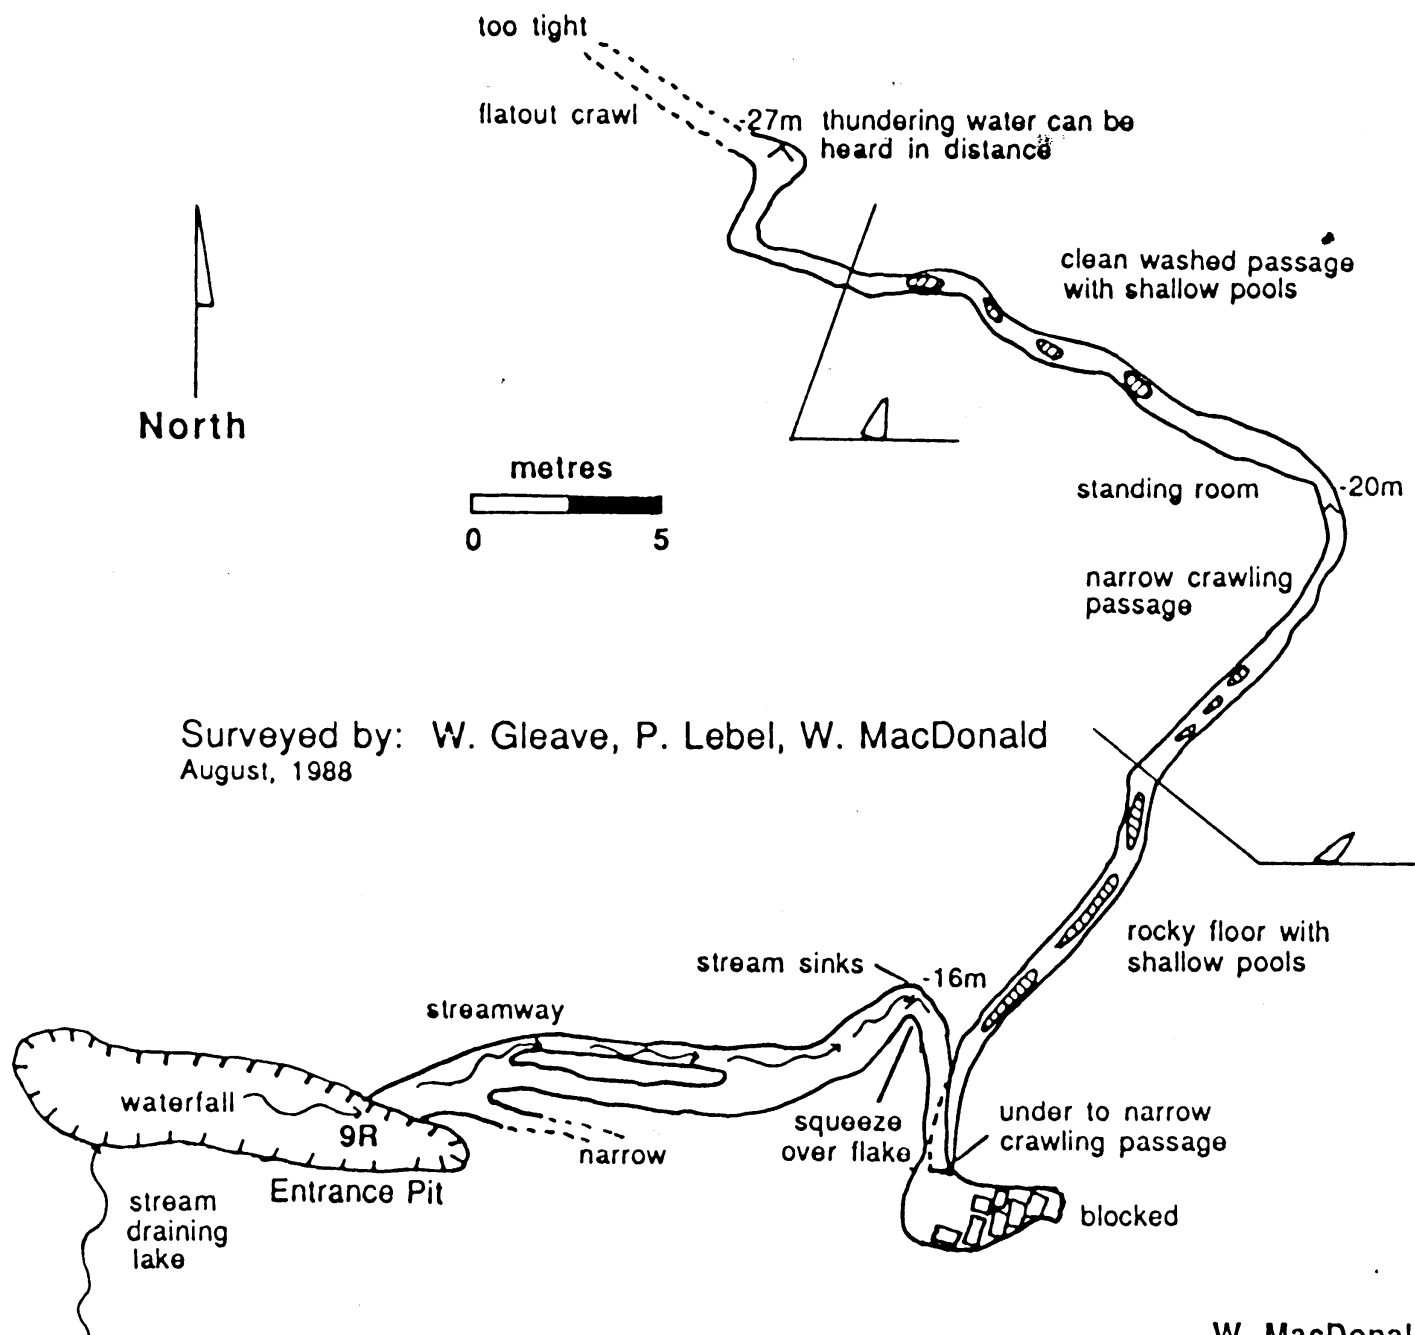 too tight
flatout crawl
-27m thundering water can be
heard in distance
clean washed passage
with shallow pools
North
metres
0 5
standing room
-20m
narrow crawling
passage
Surveyed by: W. Gleave, P. Lebel, W. MacDonald
August, 1988
rocky floor with
shallow pools
stream sinks
-16m
streamway
waterfall
9R
squeeze
over flake
under to narrow
crawling passage
narrow
Entrance Pit
stream
draining
lake
blocked